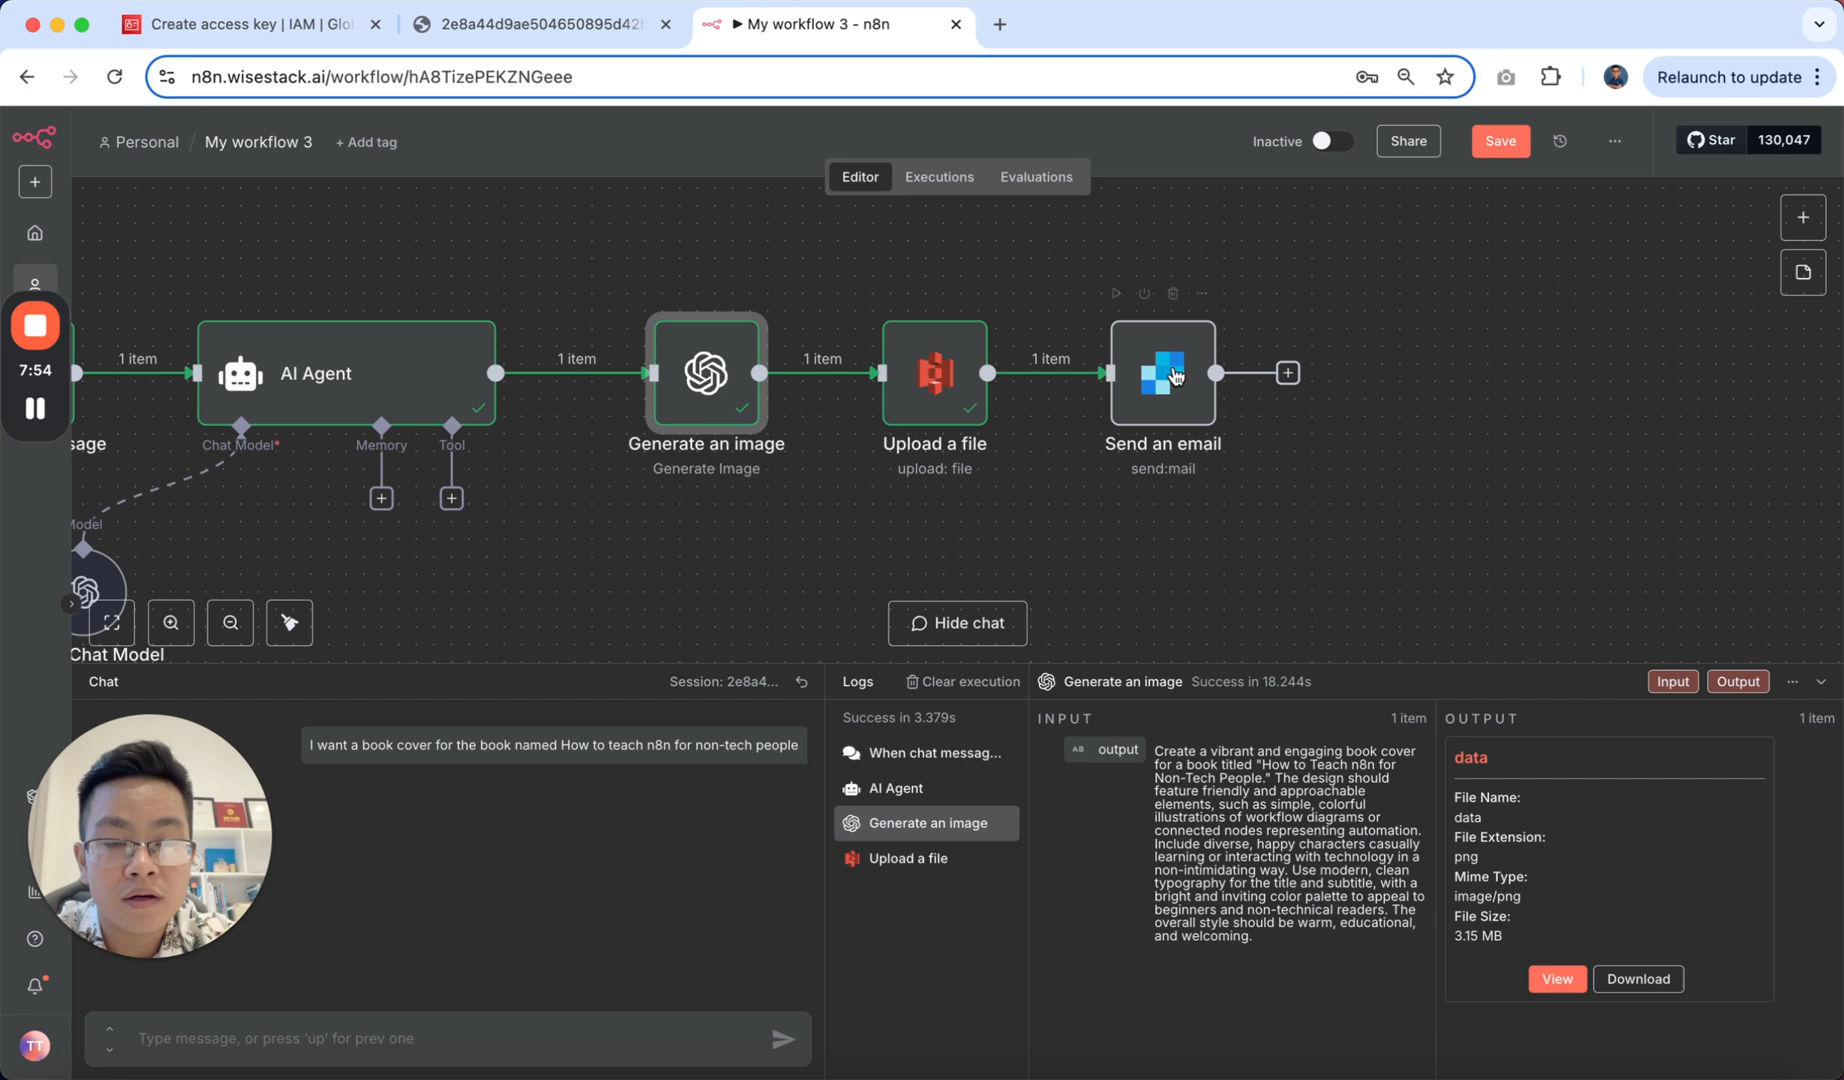 Create access key | IAM | Glo
2e8a44d9ae504650895d42
▶ My workflow 3 - n8n
n8n.wisestack.ai/workflow/hA8TizePEKZNGeee
Relaunch to update
Personal / My workflow 3 + Add tag
Inactive
Share
Save
Star 130,047
Editor Executions Evaluations
7:54
1 item
AI Agent
1 item
1 item
1 item
Chat Model*
Memory
Tool
sage
Generate an image
Generate Image
Upload a file
upload: file
Send an email
send:mail
Model
Chat Model
Hide chat
Chat
Session: 2e8a4...
I want a book cover for the book named How to teach n8n for non-tech people
Type message, or press 'up' for prev one
TT
Logs
Clear execution
Success in 3.379s
When chat messag...
AI Agent
Generate an image
Upload a file
Generate an image Success in 18.244s
Input
Output
INPUT
1 item
AB output
Create a vibrant and engaging book cover
for a book titled "How to Teach n8n for
Non-Tech People." The design should
feature friendly and approachable
elements, such as simple, colorful
illustrations of workflow diagrams or
connected nodes representing automation.
Include diverse, happy characters casually
learning or interacting with technology in a
non-intimidating way. Use modern, clean
typography for the title and subtitle, with a
bright and inviting color palette to appeal to
beginners and non-technical readers. The
overall style should be warm, educational,
and welcoming.
OUTPUT
1 item
data
File Name:
data
File Extension:
png
Mime Type:
image/png
File Size:
3.15 MB
View
Download